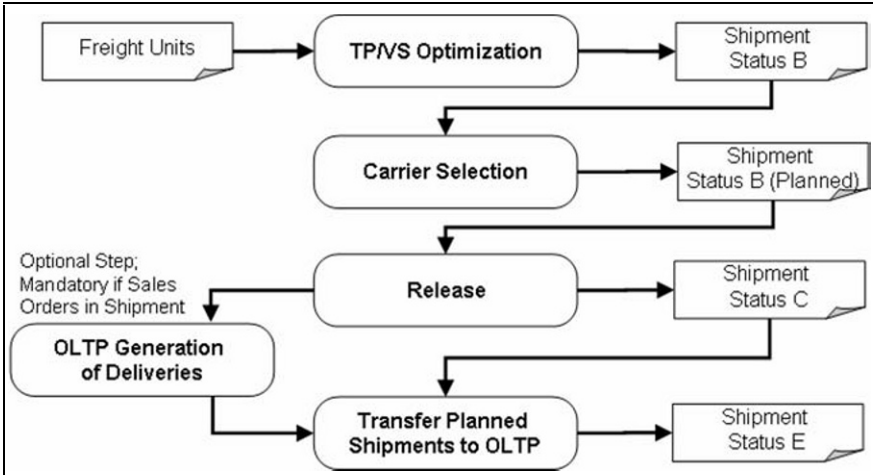 Freight Units
TP/VS Optimization
Shipment
Status B
Carrier Selection
Shipment
Status B (Planned)
Optional Step;
Mandatory if Sales
Orders in Shipment
Release
Shipment
Status C
OLTP Generation
of Deliveries
Transfer Planned
Shipments to OLTP
Shipment
Status E